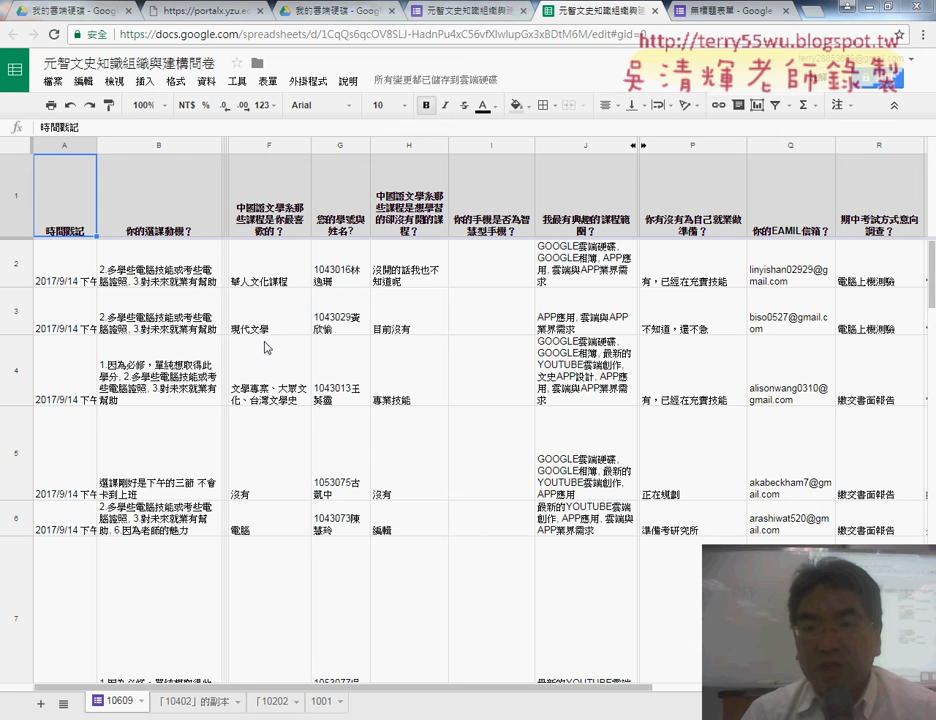 我的雲端硬碟 - Goog
https://portalx.yzu.ec
我的雲端硬碟 - Goog
元智文史知識組織與建
元智文史知識組織與建
無標題表單 - Google
安全
https://docs.google.com/spreadsheets/d/1CqQs6qcOV8SLJ-HadnPu4xC56vfXlwIupGx3xBDtM6M/edit#gid=0
http://terry55wu.blogspot.tw
吳清輝老師錄製
元智文史知識組織與建構問卷
檔案 編輯 檢視 插入 格式 資料 工具 表單 外掛程式 說明
所有變更都已儲存到雲端硬碟
100% NT$ % .0 .00 123 Arial 10 B I S A Σ 注
fx 時間戳記
A B F G H I J P Q R
1 時間戳記 你的選課動機？ 中國語文學系那些課程是你最喜歡的？ 您的學號與姓名? 中國語文學系那些課程是想學習的卻沒有開的課程？ 你的手機是否為智慧型手機？ 我最有興趣的課程範圍？ 你有沒有為自己就業做準備？ 你的EAMIL信箱？ 期中考試方式意向調查？
2 2017/9/14 下午 2.多學些電腦技能或考些電腦證照, 3.對未來就業有幫助 華人文化課程 1043016林逸珊 沒開的話我也不知道呢 GOOGLE雲端硬碟, GOOGLE相簿, APP應用, 雲端與APP業界需求 有，已經在充實技能 linyishan02929@gmail.com 電腦上機測驗
3 2017/9/14 下午 2.多學些電腦技能或考些電腦證照, 3.對未來就業有幫助 現代文學 1043029黃欣愉 目前沒有 APP應用, 雲端與APP業界需求 不知道，還不急 biso0527@gmail.com 電腦上機測驗
4 2017/9/14 下午 1.因為必修，單純想取得此學分, 2.多學些電腦技能或考些電腦證照, 3.對未來就業有幫助 文學專案、大眾文化、台灣文學史 1043013王 專業技能 GOOGLE雲端硬碟, GOOGLE相簿, 最新的YOUTUBE雲端創作, 文史APP設計, APP應用, 雲端與APP業界需求 有，已經在充實技能 alisonwang0310@gmail.com 繳交書面報告
5 2017/9/14 下午 選課剛好是下午的三節 不會卡到上班 沒有 1053075古凱中 沒有 GOOGLE雲端硬碟, GOOGLE相簿, 最新的YOUTUBE雲端創作, APP應用 正在規劃 akabeckham7@gmail.com 繳交書面報告
6 2017/9/14 下午 2.多學些電腦技能或考些電腦證照, 3.對未來就業有幫助, 6.因為老師的魅力 電腦 1043073陳慧玲 編輯 最新的YOUTUBE雲端創作, APP應用, 雲端與APP業界需求 準備考研究所 arashiwat520@gmail.com 繳交書面報告
7
10609 「10402」的副本 「10202 1001